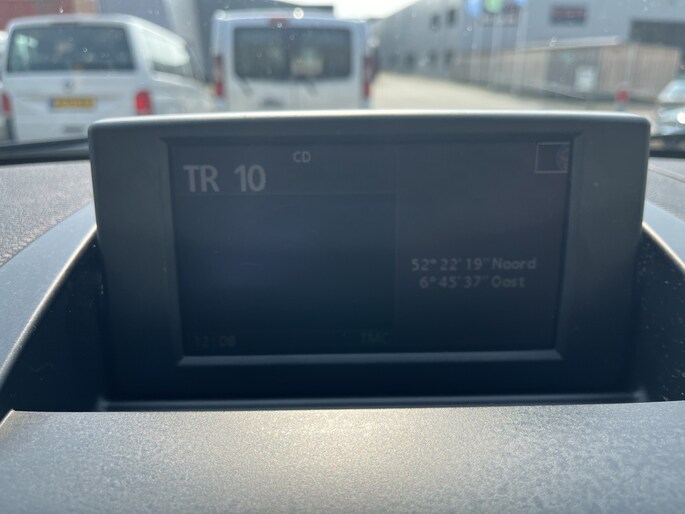 CD
TR 10
52° 22' 19" Noord
6° 45' 37" Oost
12:08
TMC